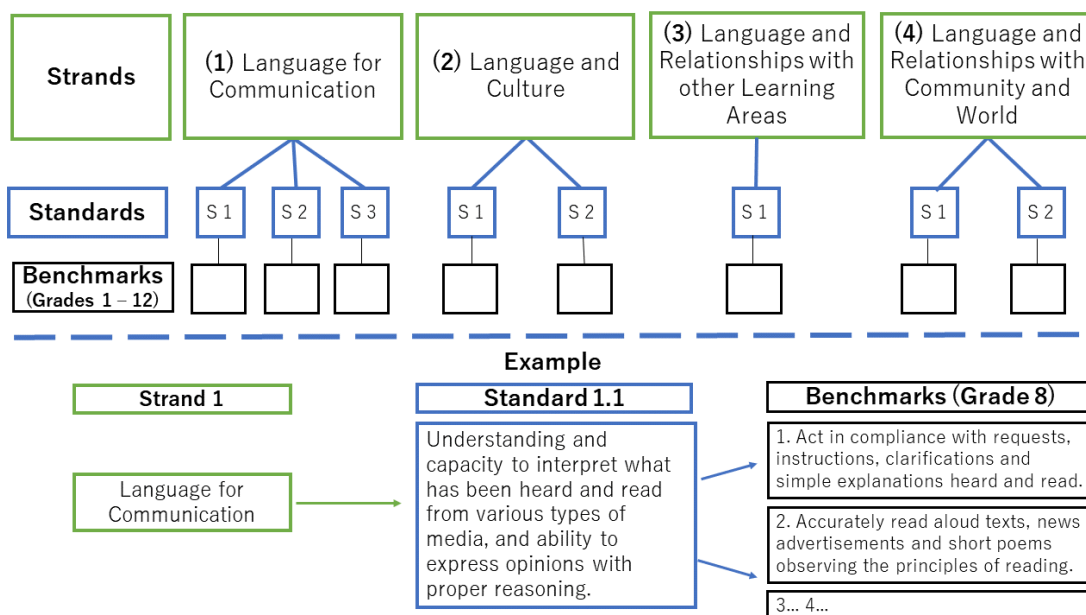 Strands
(1) Language for
Communication
(2) Language and
Culture
(3) Language and
Relationships with
other Learning
Areas
(4) Language and
Relationships with
Community and
World
Standards
S 1
S 2
S 3
S 1
S 2
S 1
S 1
S 2
Benchmarks
(Grades 1 – 12)
Example
Strand 1
Language for
Communication
Standard 1.1
Understanding and
capacity to interpret what
has been heard and read
from various types of
media, and ability to
express opinions with
proper reasoning.
Benchmarks (Grade 8)
1. Act in compliance with requests,
instructions, clarifications and
simple explanations heard and read.
2. Accurately read aloud texts, news
advertisements and short poems
observing the principles of reading.
3... 4...